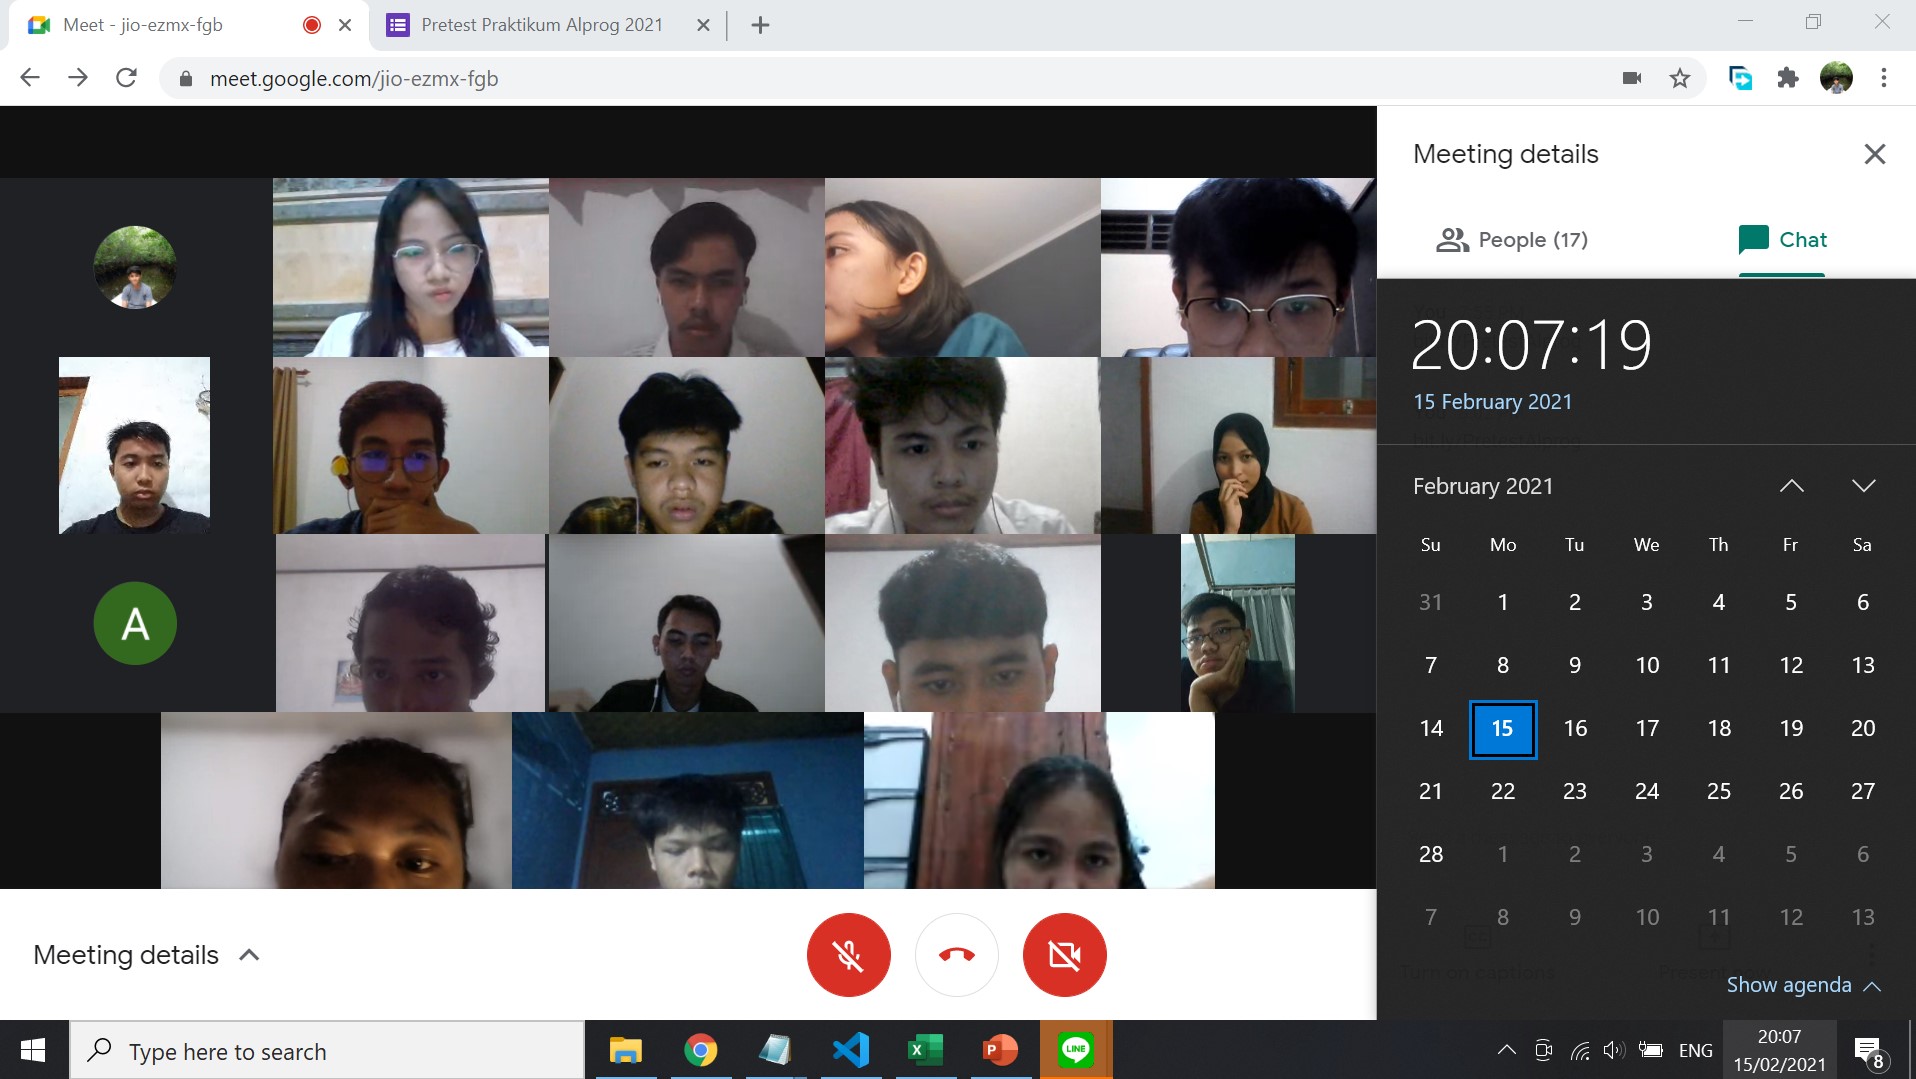 Meet - jio-ezmx-fgb
Pretest Praktikum Alprog 2021
meet.google.com/jio-ezmx-fgb
Meeting details
People (17)
Chat
20:07:19
15 February 2021
February 2021
Su Mo Tu We Th Fr Sa
31 1 2 3 4 5 6
7 8 9 10 11 12 13
14 15 16 17 18 19 20
21 22 23 24 25 26 27
28 1 2 3 4 5 6
7 8 9 10 11 12 13
Turn on captions
Show agenda
A
Meeting details
Type here to search
X
P
LINE
ENG
20:07
15/02/2021
8